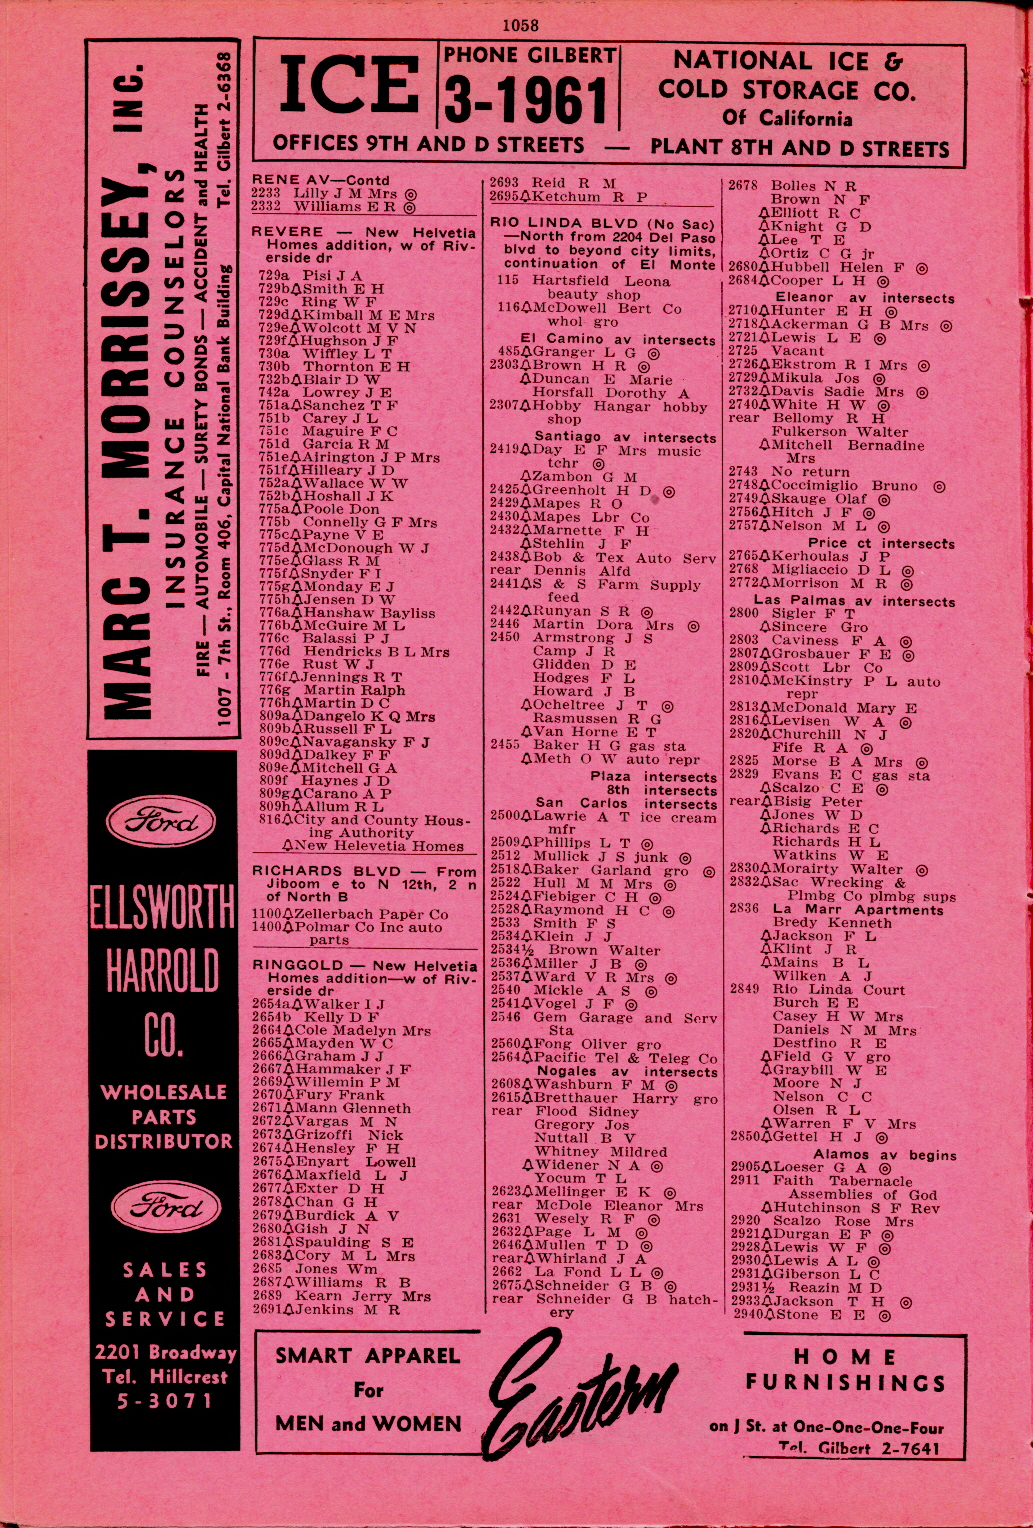 1058
MARC T. MORRISSEY, INC.
INSURANCE COUNSELORS
FIRE — AUTOMOBILE — SURETY BONDS — ACCIDENT and HEALTH
1007 - 7th St., Room 406, Capital National Bank Building Tel. Gilbert 2-6368
Ford
ELLSWORTH
HARROLD
CO.
WHOLESALE
PARTS
DISTRIBUTOR
Ford
SALES
AND
SERVICE
2201 Broadway
Tel. Hillcrest
5-3071
ICE
PHONE GILBERT
3-1961
NATIONAL ICE &
COLD STORAGE CO.
Of California
OFFICES 9TH AND D STREETS — PLANT 8TH AND D STREETS
RENE AV—Contd
2233 Lilly J M Mrs ◎
2332 Williams E R ◎
REVERE — New Helvetia
Homes addition, w of Riv-
erside dr
729a Pisi J A
729b△Smith E H
729c Ring W F
729d△Kimball M E Mrs
729e△Wolcott M V N
729f△Hughson J F
730a Wiffley L T
730b Thornton E H
732b△Blair D W
742a Lowrey J E
751a△Sanchez T F
751b Carey J L
751c Maguire F C
751d Garcia R M
751e△Airington J P Mrs
751f△Hilleary J D
752a△Wallace W W
752b△Hoshall J K
775a△Poole Don
775b Connelly G F Mrs
775c△Payne V E
775d△McDonough W J
775e△Glass R M
775f△Snyder F I
775g△Monday E J
775h△Jensen D W
776a△Hanshaw Bayliss
776b△McGuire M L
776c Balassi P J
776d Hendricks B L Mrs
776e Rust W J
776f△Jennings R T
776g Martin Ralph
776h△Martin D C
809a△Dangelo K Q Mrs
809b△Russell F L
809c△Navagansky F J
809d△Dalkey F F
809e△Mitchell G A
809f Haynes J D
809g△Carano A P
809h△Allum R L
816△City and County Hous-
ing Authority
△New Helevetia Homes
RICHARDS BLVD — From
Jiboom e to N 12th, 2 n
of North B
1100△Zellerbach Paper Co
1400△Polmar Co Inc auto
parts
RINGGOLD — New Helvetia
Homes addition—w of Riv-
erside dr
2654a△Walker I J
2654b Kelly D F
2664△Cole Madelyn Mrs
2665△Mayden W C
2666△Graham J J
2667△Hammaker J F
2669△Willemin P M
2670△Fury Frank
2671△Mann Glenneth
2672△Vargas M N
2673△Grizoffi Nick
2674△Hensley F H
2675△Enyart Lowell
2676△Maxfield L J
2677△Exter D H
2678△Chan G H
2679△Burdick A V
2680△Gish J N
2681△Spaulding S E
2683△Cory M L Mrs
2685 Jones Wm
2687△Williams R B
2689 Kearn Jerry Mrs
2691△Jenkins M R
2693 Reid R M
2695△Ketchum R P
RIO LINDA BLVD (No Sac)
—North from 2204 Del Paso
blvd to beyond city limits,
continuation of El Monte
115 Hartsfield Leona
beauty shop
116△McDowell Bert Co
whol gro
El Camino av intersects
485△Granger L G ◎
2303△Brown H R ◎
△Duncan E Marie
Horsfall Dorothy A
2307△Hobby Hangar hobby
shop
Santiago av intersects
2419△Day E F Mrs music
tchr ◎
△Zambon G M
2425△Greenholt H D ◎
2429△Mapes R O
2430△Mapes Lbr Co
2432△Marnette F H
△Stehlin J F
2438△Bob & Tex Auto Serv
rear Dennis Alfd
2441△S & S Farm Supply
feed
2442△Runyan S R ◎
2446 Martin Dora Mrs ◎
2450 Armstrong J S
Camp J R
Glidden D E
Hodges F L
Howard J B
△Ocheltree J T ◎
Rasmussen R G
△Van Horne E T
2455 Baker H G gas sta
△Meth O W auto repr
Plaza intersects
8th intersects
San Carlos intersects
2500△Lawrie A T ice cream
mfr
2509△Phillips L T ◎
2512 Mullick J S junk ◎
2518△Baker Garland gro ◎
2522 Hull M M Mrs ◎
2524△Fiebiger C H ◎
2528△Raymond H C ◎
2533 Smith F S
2534△Klein J J
2534½ Brown Walter
2536△Miller J B ◎
2537△Ward V R Mrs ◎
2540 Mickle A S ◎
2541△Vogel J F ◎
2546 Gem Garage and Serv
Sta
2560△Fong Oliver gro
2564△Pacific Tel & Teleg Co
Nogales av intersects
2608△Washburn F M ◎
2615△Bretthauer Harry gro
rear Flood Sidney
Gregory Jos
Nuttall B V
Whitney Mildred
△Widener N A ◎
Yocum T L
2623△Mellinger E K ◎
rear McDole Eleanor Mrs
2631 Wesely R F ◎
2632△Page L M ◎
2646△Mullen T D ◎
rear△Whirland J A
2662 La Fond L L ◎
2675△Schneider G B ◎
rear Schneider G B hatch-
ery
2678 Bolles N R
Brown N F
△Elliott R C
△Knight G D
△Lee T E
△Ortiz C G jr
2680△Hubbell Helen F ◎
2684△Cooper L H ◎
Eleanor av intersects
2710△Hunter E H ◎
2718△Ackerman G B Mrs ◎
2721△Lewis L E ◎
2725 Vacant
2726△Ekstrom R I Mrs ◎
2729△Mikula Jos ◎
2732△Davis Sadie Mrs ◎
2740△White H W ◎
rear Bellomy R H
Fulkerson Walter
△Mitchell Bernadine
Mrs
2743 No return
2748△Coccimiglio Bruno ◎
2749△Skauge Olaf ◎
2756△Hitch J F ◎
2757△Nelson M L ◎
Price ct intersects
2765△Kerhoulas J P
2768 Migliaccio D L ◎
2772△Morrison M R ◎
Las Palmas av intersects
2800 Sigler F T
△Sincere Gro
2803 Caviness F A ◎
2807△Grosbauer F E ◎
2809△Scott Lbr Co
2810△McKinstry P L auto
repr
2813△McDonald Mary E
2816△Levisen W A ◎
2820△Churchill N J
Fife R A ◎
2825 Morse B A Mrs ◎
2829 Evans E C gas sta
△Scalzo C E ◎
rear△Bisig Peter
△Jones W D
△Richards E C
Richards H L
Watkins W E
2830△Morairty Walter ◎
2832△Sac Wrecking &
Plmbg Co plmbg sups
2836 La Marr Apartments
Bredy Kenneth
△Jackson F L
△Klint J R
△Mains B L
Wilken A J
2849 Rio Linda Court
Burch E E
Casey H W Mrs
Daniels N M Mrs
Destfino R E
△Field G V gro
△Graybill W E
Moore N J
Nelson C C
Olsen R L
△Warren F V Mrs
2850△Gettel H J ◎
Alamos av begins
2905△Loeser G A ◎
2911 Faith Tabernacle
Assemblies of God
△Hutchinson S F Rev
2920 Scalzo Rose Mrs
2921△Durgan E F ◎
2928△Lewis W F ◎
2930△Lewis A L ◎
2931△Giberson L C
2931½ Reazin M D
2933△Jackson T H ◎
2940△Stone E E ◎
SMART APPAREL
For
MEN and WOMEN
Eastern
HOME
FURNISHINGS
on J St. at One-One-One-Four
Tel. Gilbert 2-7641